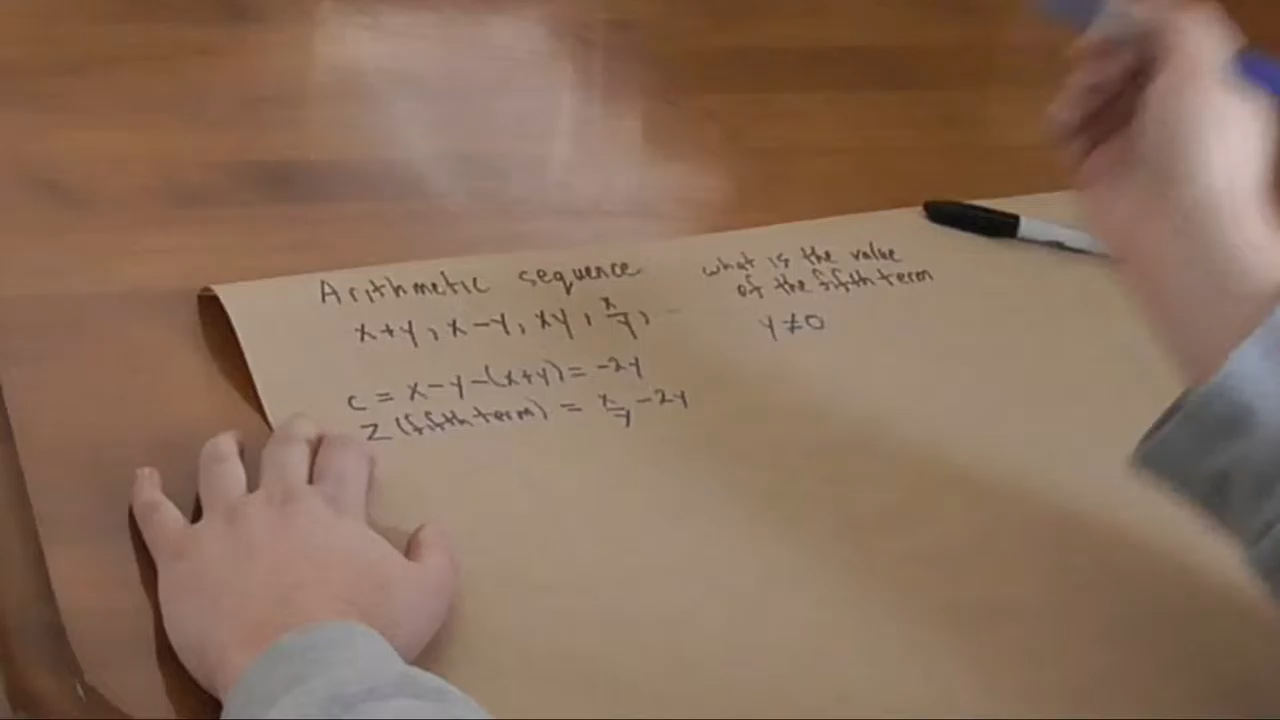 Arithmetic sequence
x+y, x-y, xy, x/y,
what is the value
of the fifth term
y≠0
c = x-y-(x+y) = -2y
z (fifth term) = x/y -2y